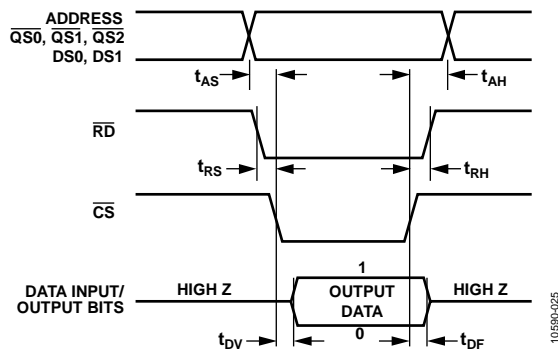 ADDRESS
QS0, QS1, QS2
DS0, DS1
tAS
tAH
RD
tRS
tRH
CS
1
DATA INPUT/
OUTPUT BITS
HIGH Z
OUTPUT
DATA
HIGH Z
0
tDV
tDF
10590-025